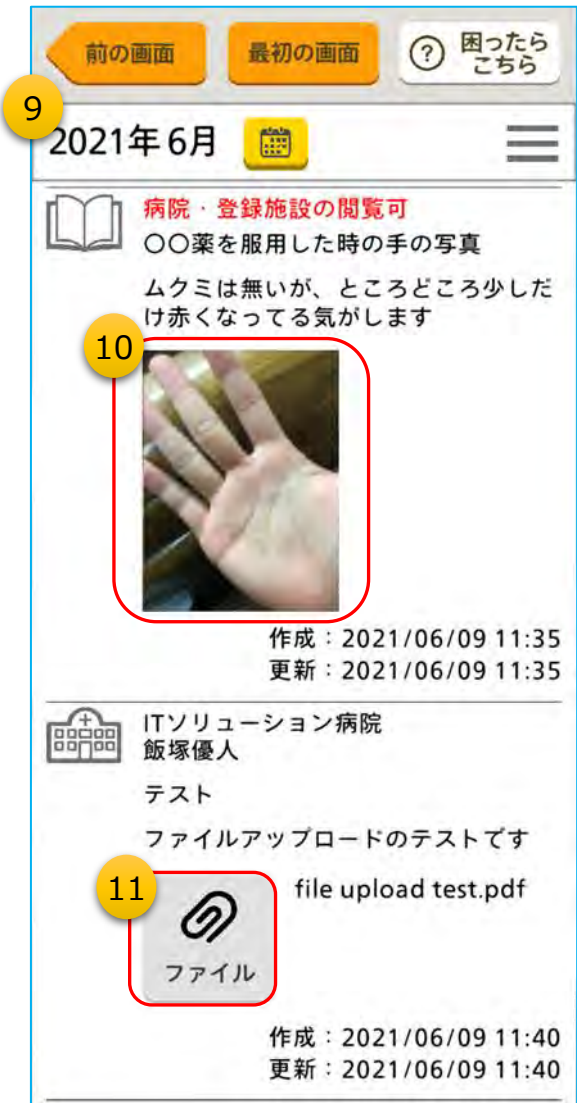 前の画面
最初の画面
? 困ったら
こちら
9
2021年6月
病院・登録施設の閲覧可
〇〇薬を服用した時の手の写真
ムクミは無いが、ところどころ少しだ
け赤くなってる気がします
10
作成：2021/06/09 11:35
更新：2021/06/09 11:35
ITソリューション病院
飯塚優人
テスト
ファイルアップロードのテストです
11
file upload test.pdf
ファイル
作成：2021/06/09 11:40
更新：2021/06/09 11:40